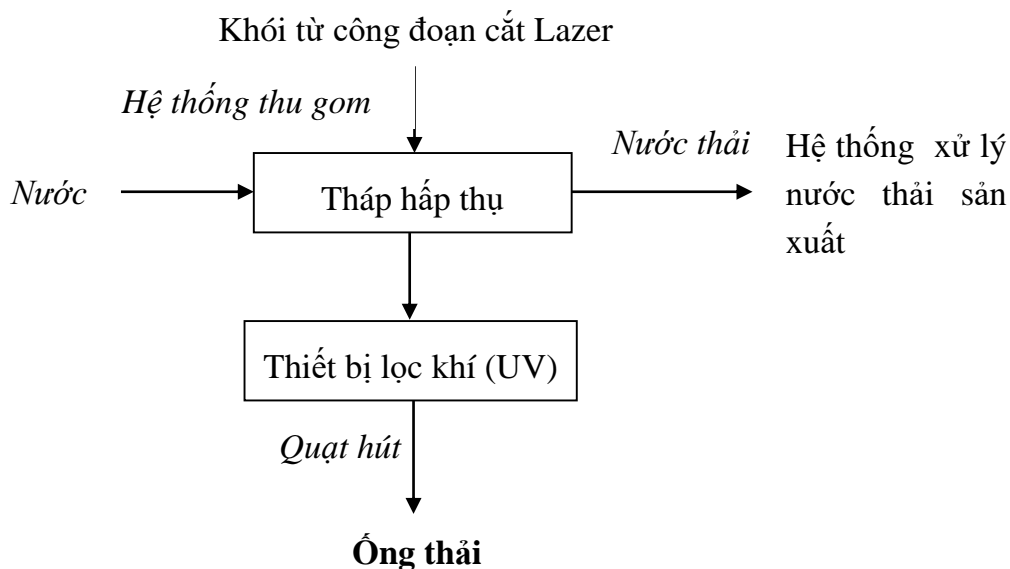 Khói từ công đoạn cắt Lazer
Hệ thống thu gom
Nước thải
Hệ thống xử lý
nước thải sản
xuất
Nước
Tháp hấp thụ
Thiết bị lọc khí (UV)
Quạt hút
Ống thải